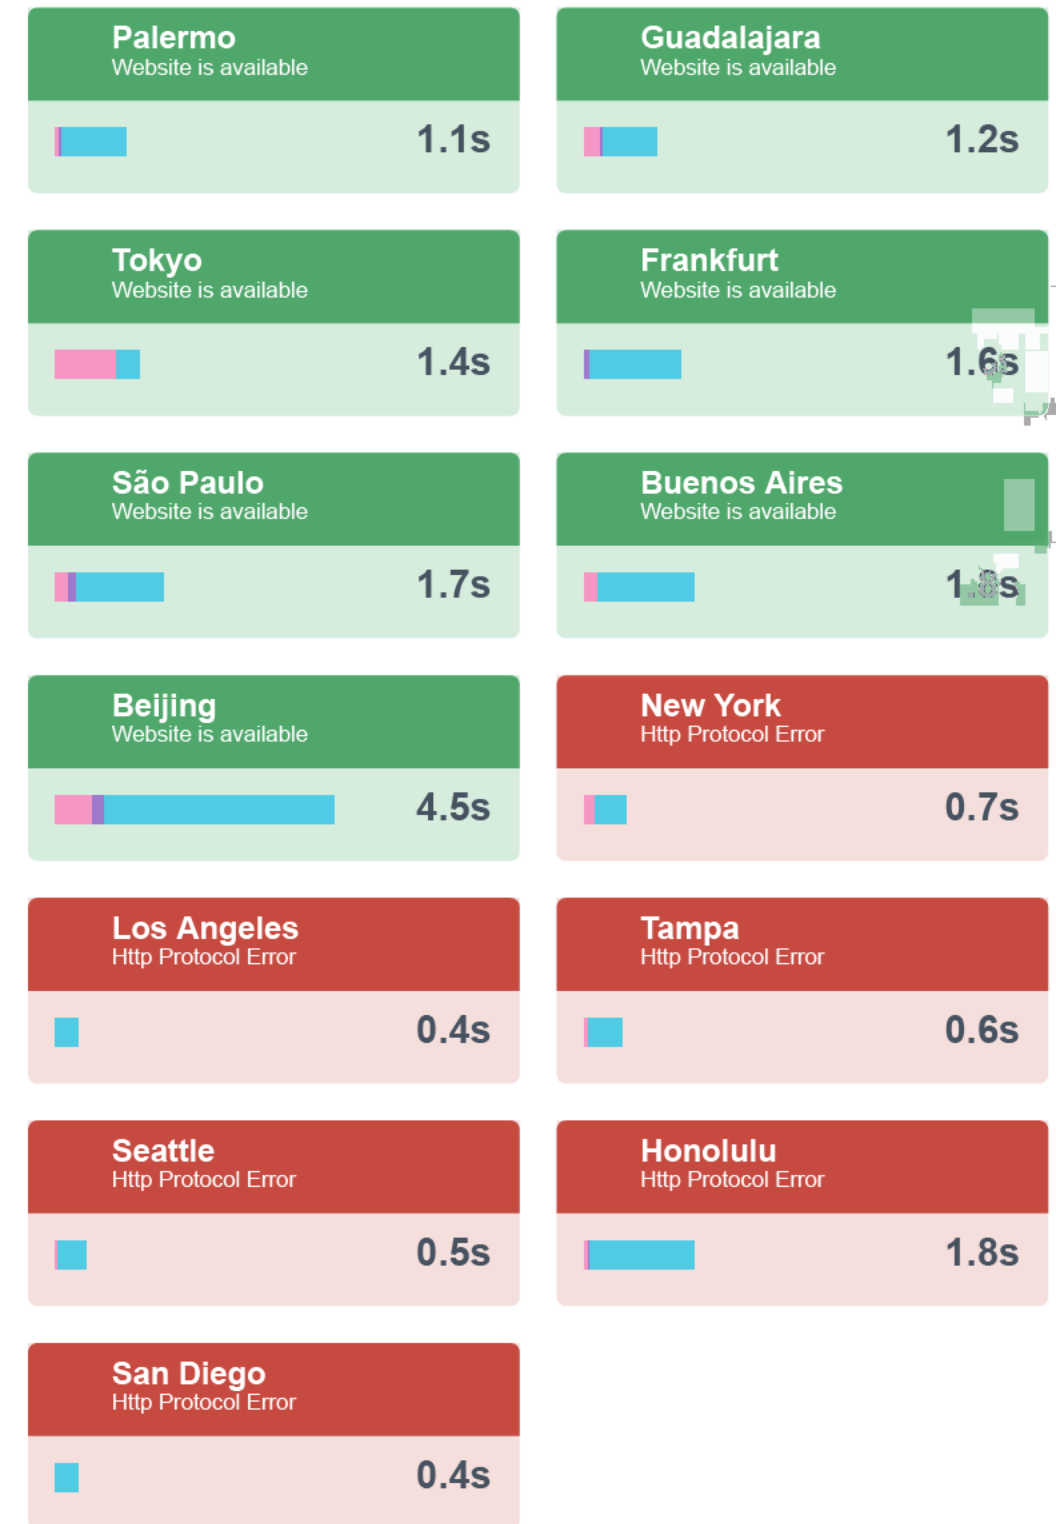 Palermo
Website is available
1.1s
Guadalajara
Website is available
1.2s
Tokyo
Website is available
1.4s
Frankfurt
Website is available
1.6s
São Paulo
Website is available
1.7s
Buenos Aires
Website is available
Beijing
Website is available
4.5s
New York
Http Protocol Error
0.7s
Los Angeles
Http Protocol Error
0.4s
Tampa
Http Protocol Error
0.6s
Seattle
Http Protocol Error
0.5s
Honolulu
Http Protocol Error
1.8s
San Diego
Http Protocol Error
0.4s